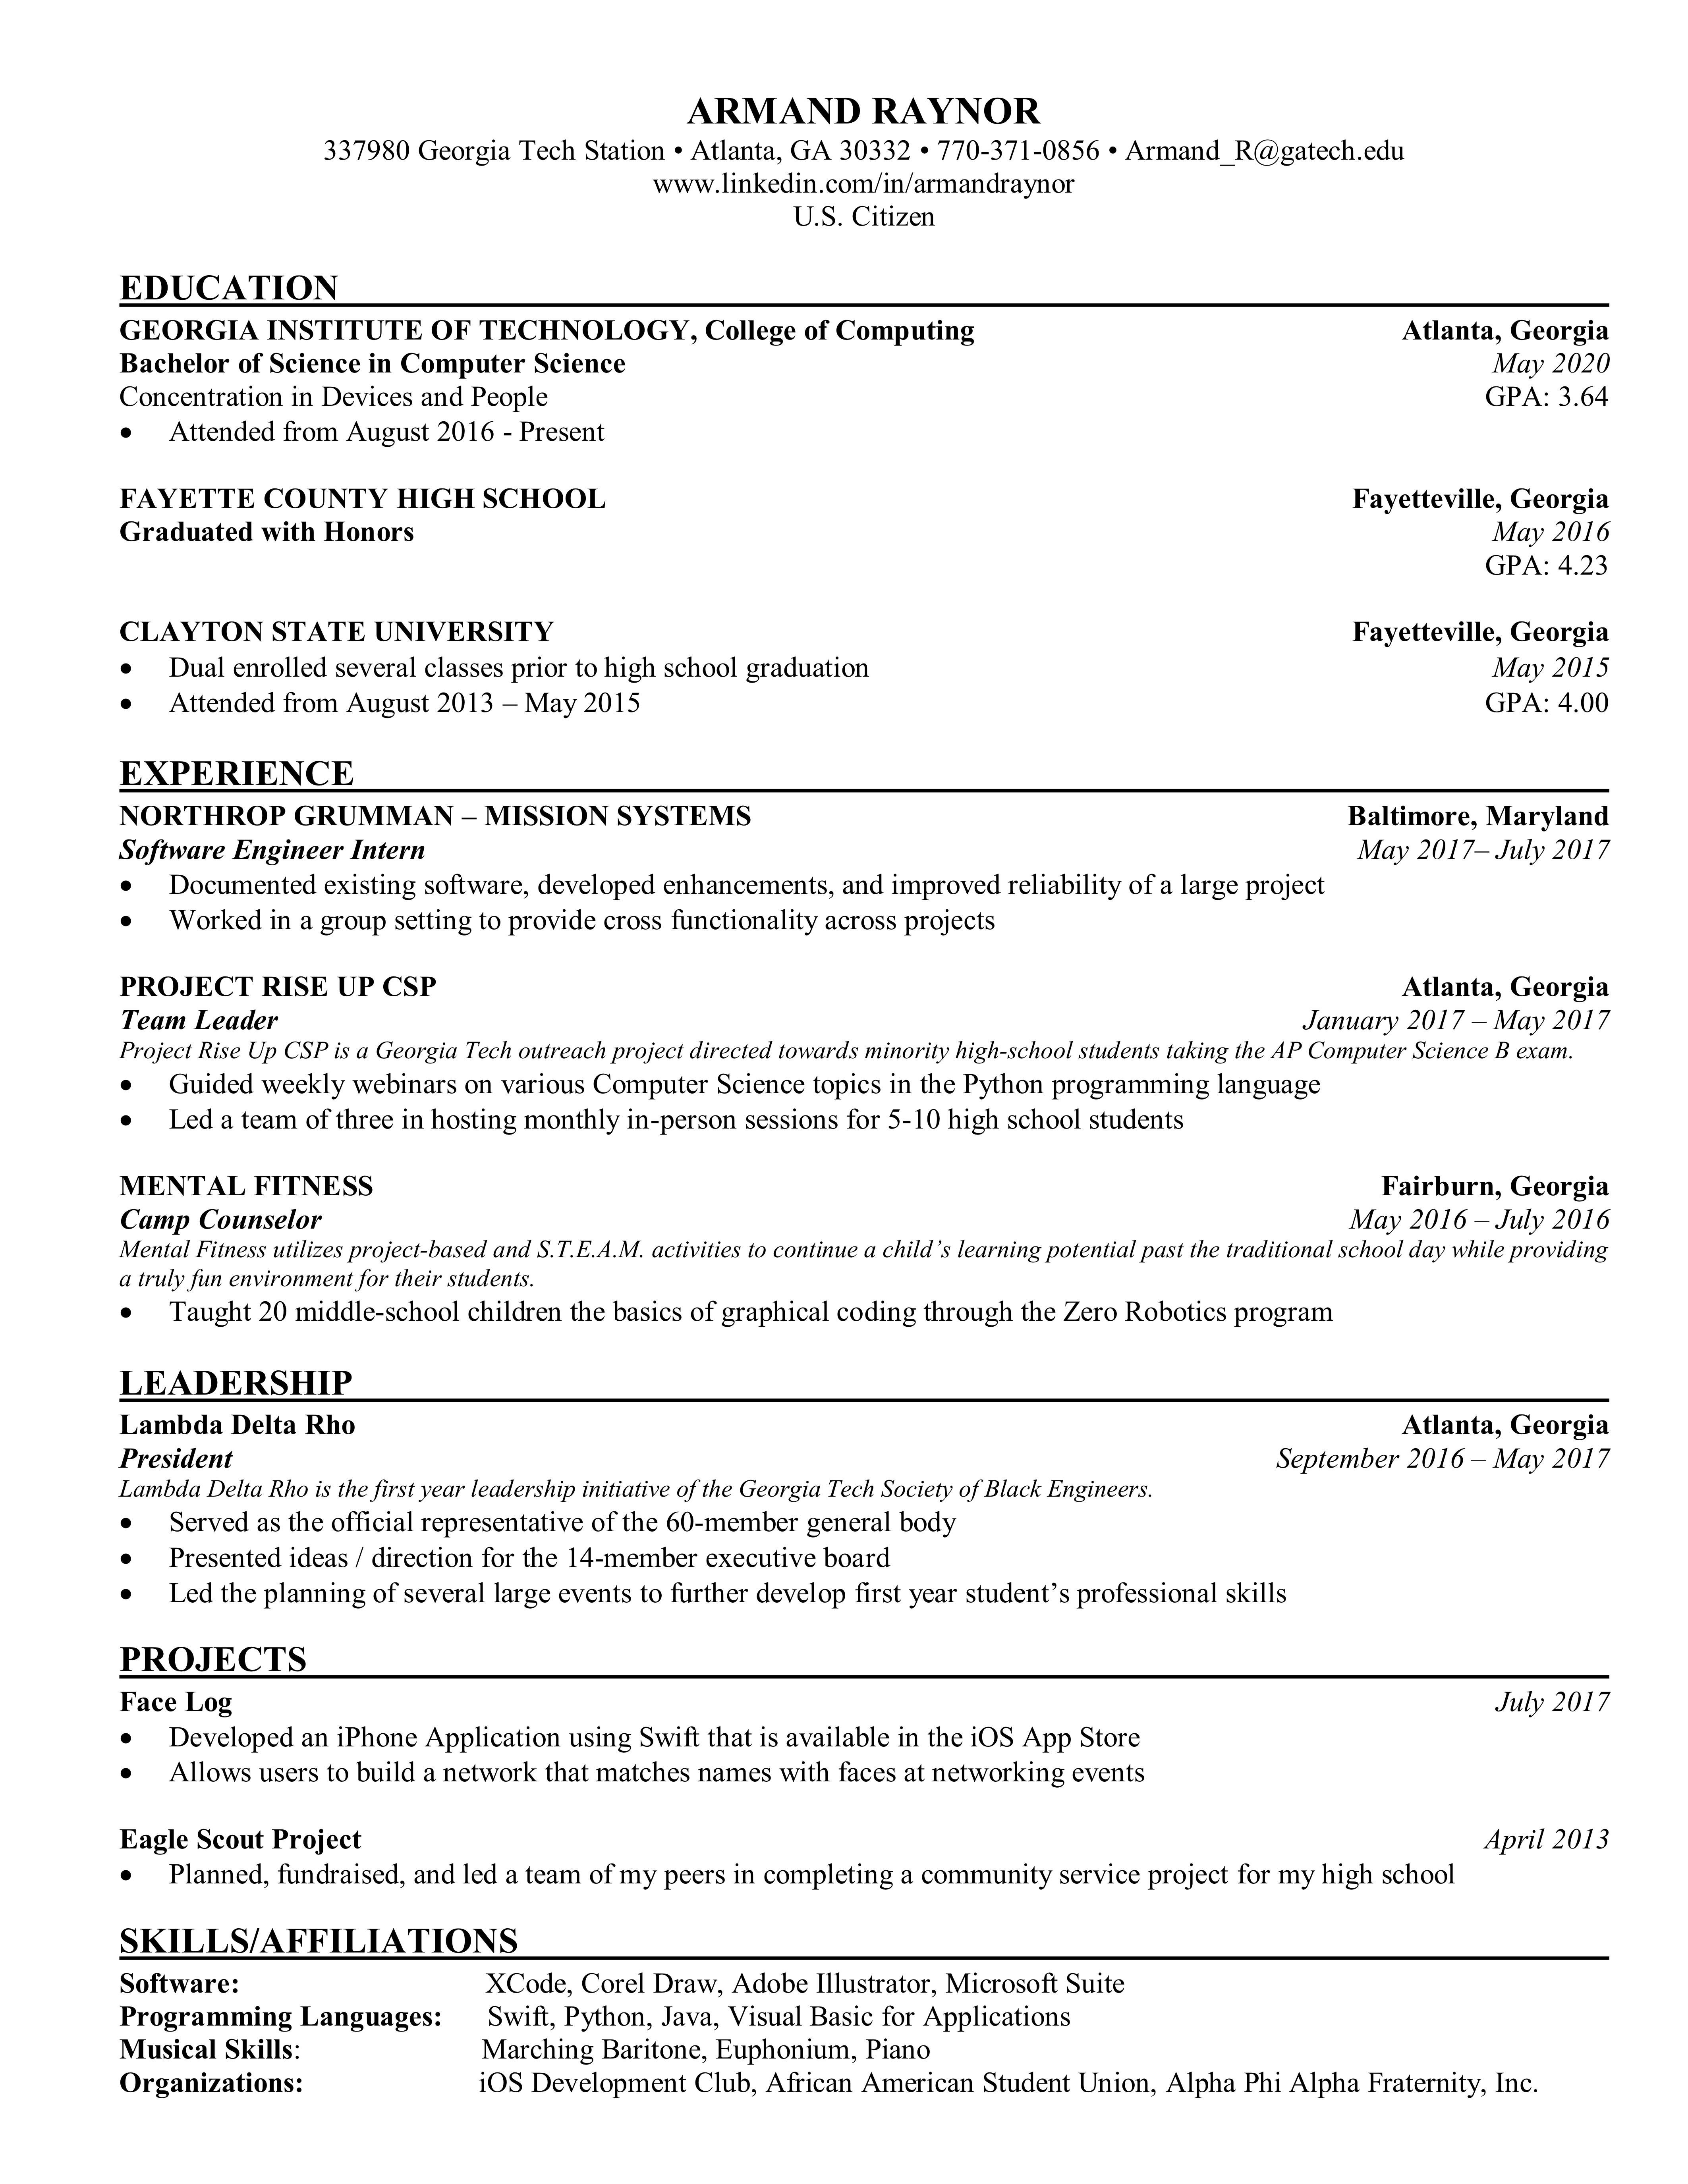 ARMAND RAYNOR
337980 Georgia Tech Station • Atlanta, GA 30332 • 770-371-0856 • Armand_R@gatech.edu
www.linkedin.com/in/armandraynor
U.S. Citizen
EDUCATION
GEORGIA INSTITUTE OF TECHNOLOGY, College of Computing Atlanta, Georgia
Bachelor of Science in Computer Science May 2020
Concentration in Devices and People GPA: 3.64
• Attended from August 2016 - Present
FAYETTE COUNTY HIGH SCHOOL Fayetteville, Georgia
Graduated with Honors May 2016
GPA: 4.23
CLAYTON STATE UNIVERSITY Fayetteville, Georgia
• Dual enrolled several classes prior to high school graduation May 2015
• Attended from August 2013 – May 2015 GPA: 4.00
EXPERIENCE
NORTHROP GRUMMAN – MISSION SYSTEMS Baltimore, Maryland
Software Engineer Intern May 2017– July 2017
• Documented existing software, developed enhancements, and improved reliability of a large project
• Worked in a group setting to provide cross functionality across projects
PROJECT RISE UP CSP Atlanta, Georgia
Team Leader January 2017 – May 2017
Project Rise Up CSP is a Georgia Tech outreach project directed towards minority high-school students taking the AP Computer Science B exam.
• Guided weekly webinars on various Computer Science topics in the Python programming language
• Led a team of three in hosting monthly in-person sessions for 5-10 high school students
MENTAL FITNESS Fairburn, Georgia
Camp Counselor May 2016 – July 2016
Mental Fitness utilizes project-based and S.T.E.A.M. activities to continue a child’s learning potential past the traditional school day while providing
a truly fun environment for their students.
• Taught 20 middle-school children the basics of graphical coding through the Zero Robotics program
LEADERSHIP
Lambda Delta Rho Atlanta, Georgia
President September 2016 – May 2017
Lambda Delta Rho is the first year leadership initiative of the Georgia Tech Society of Black Engineers.
• Served as the official representative of the 60-member general body
• Presented ideas / direction for the 14-member executive board
• Led the planning of several large events to further develop first year student’s professional skills
PROJECTS
Face Log July 2017
• Developed an iPhone Application using Swift that is available in the iOS App Store
• Allows users to build a network that matches names with faces at networking events
Eagle Scout Project April 2013
• Planned, fundraised, and led a team of my peers in completing a community service project for my high school
SKILLS/AFFILIATIONS
Software: XCode, Corel Draw, Adobe Illustrator, Microsoft Suite
Programming Languages: Swift, Python, Java, Visual Basic for Applications
Musical Skills: Marching Baritone, Euphonium, Piano
Organizations: iOS Development Club, African American Student Union, Alpha Phi Alpha Fraternity, Inc.